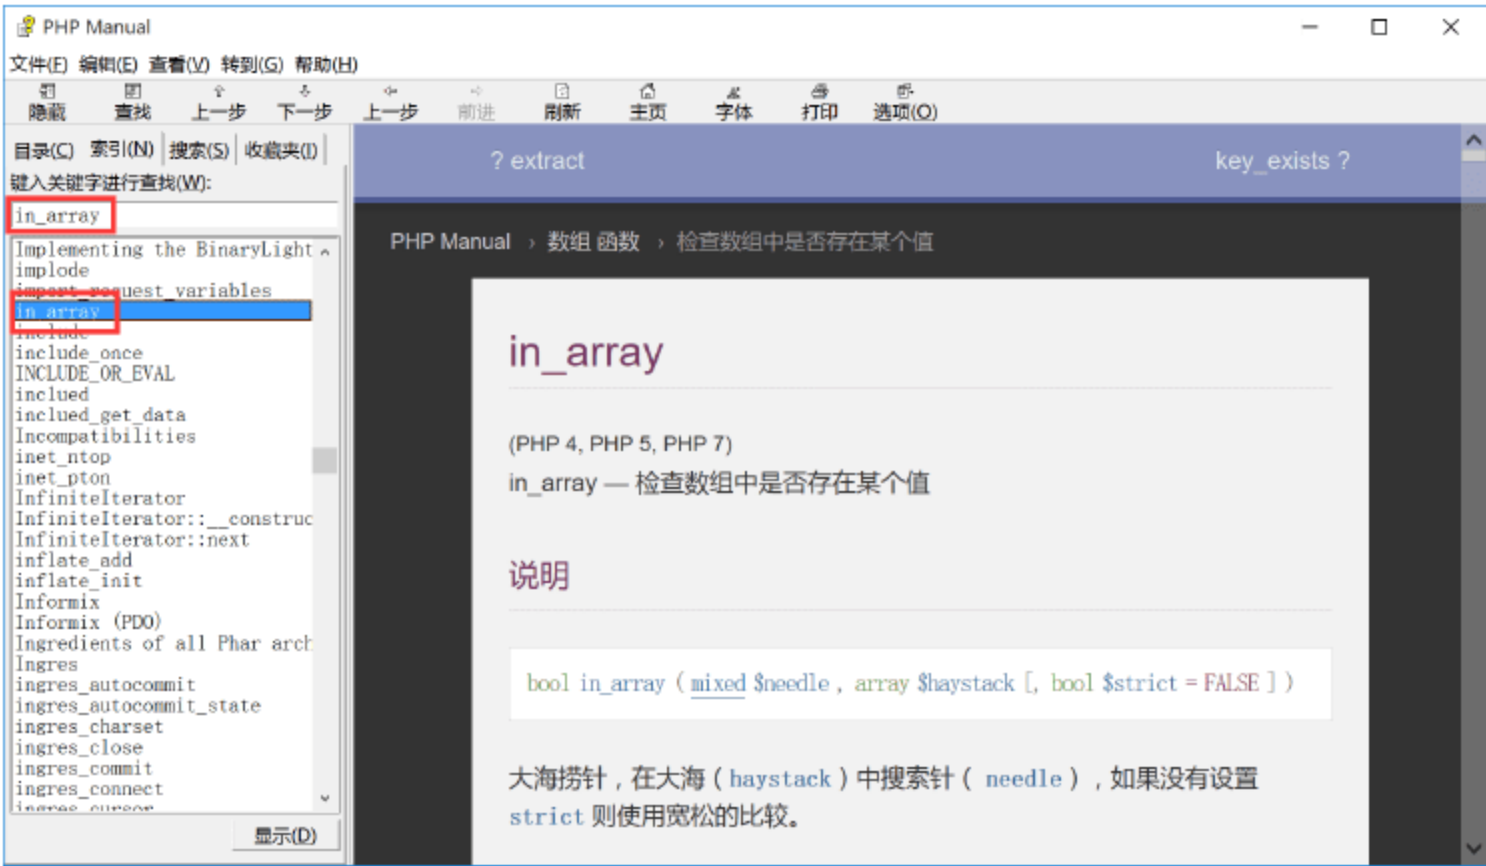 PHP Manual
文件(F) 编辑(E) 查看(V) 转到(G) 帮助(H)
隐藏 查找 上一步 下一步 上一步 前进 刷新 主页 字体 打印 选项(O)
目录(C) 索引(N) 搜索(S) 收藏夹(I)
键入关键字进行查找(W):
in_array
Implementing the BinaryLight
implode
import_request_variables
in_array
include
include_once
INCLUDE_OR_EVAL
inclued
inclued_get_data
Incompatibilities
inet_ntop
inet_pton
InfiniteIterator
InfiniteIterator::__construc
InfiniteIterator::next
inflate_add
inflate_init
Informix
Informix (PDO)
Ingredients of all Phar arch
Ingres
ingres_autocommit
ingres_autocommit_state
ingres_charset
ingres_close
ingres_commit
ingres_connect
ingres_cursor
显示(D)
? extract key_exists ?
PHP Manual › 数组 函数 › 检查数组中是否存在某个值
in_array
(PHP 4, PHP 5, PHP 7)
in_array — 检查数组中是否存在某个值
说明
bool in_array ( mixed $needle , array $haystack [, bool $strict = FALSE ] )
大海捞针，在大海（haystack）中搜索针（ needle），如果没有设置
strict 则使用宽松的比较。